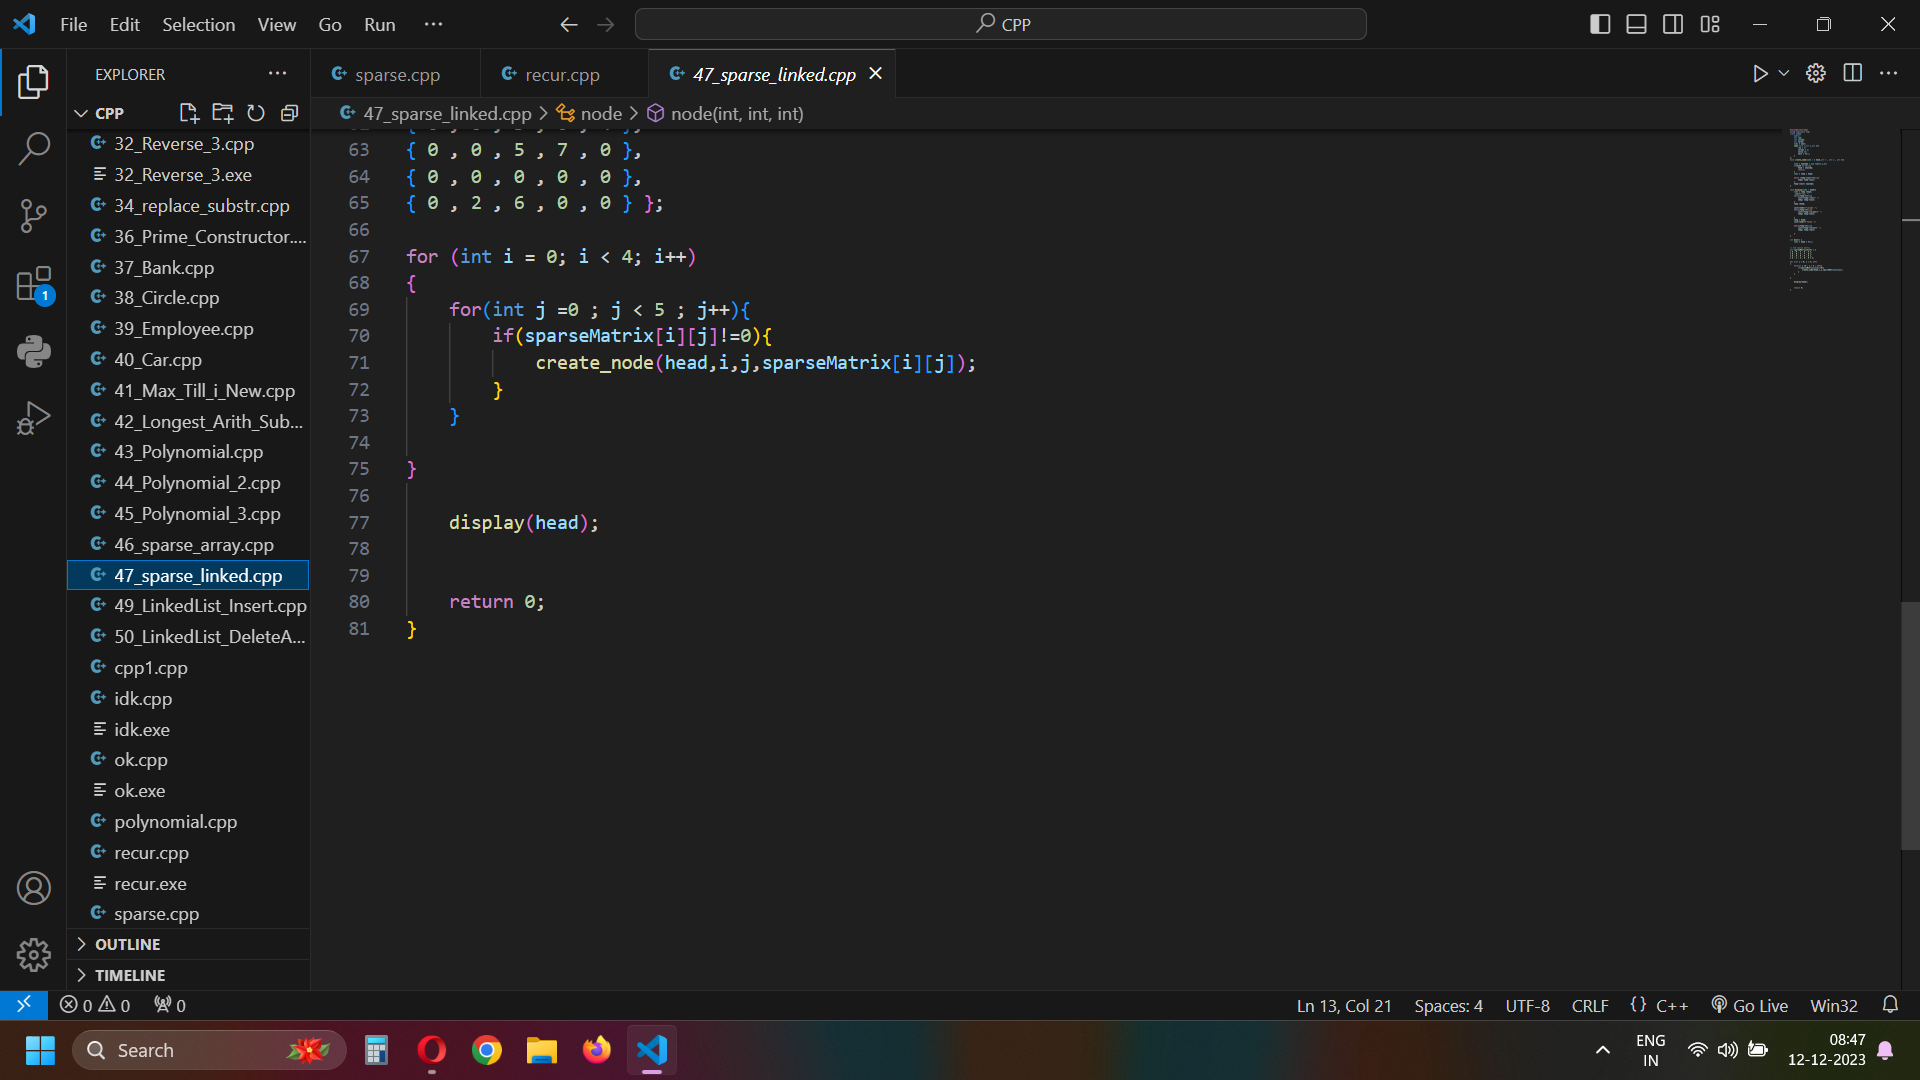 File Edit Selection View Go Run ···
CPP
EXPLORER
CPP
32_Reverse_3.cpp
32_Reverse_3.exe
34_replace_substr.cpp
36_Prime_Constructor....
37_Bank.cpp
38_Circle.cpp
39_Employee.cpp
40_Car.cpp
41_Max_Till_i_New.cpp
42_Longest_Arith_Sub...
43_Polynomial.cpp
44_Polynomial_2.cpp
45_Polynomial_3.cpp
46_sparse_array.cpp
47_sparse_linked.cpp
49_LinkedList_Insert.cpp
50_LinkedList_DeleteA...
cpp1.cpp
idk.cpp
idk.exe
ok.cpp
ok.exe
polynomial.cpp
recur.cpp
recur.exe
sparse.cpp
OUTLINE
TIMELINE
1
sparse.cpp recur.cpp 47_sparse_linked.cpp
47_sparse_linked.cpp > node > node(int, int, int)
63 { 0 , 0 , 5 , 7 , 0 },
64 { 0 , 0 , 0 , 0 , 0 },
65 { 0 , 2 , 6 , 0 , 0 } };
66
67 for (int i = 0; i < 4; i++)
68 {
69 for(int j =0 ; j < 5 ; j++){
70 if(sparseMatrix[i][j]!=0){
71 create_node(head,i,j,sparseMatrix[i][j]);
72 }
73 }
74
75 }
76
77 display(head);
78
79
80 return 0;
81 }
0 0 0 Ln 13, Col 21 Spaces: 4 UTF-8 CRLF {} C++ Go Live Win32
Search
ENG
IN
08:47
12-12-2023